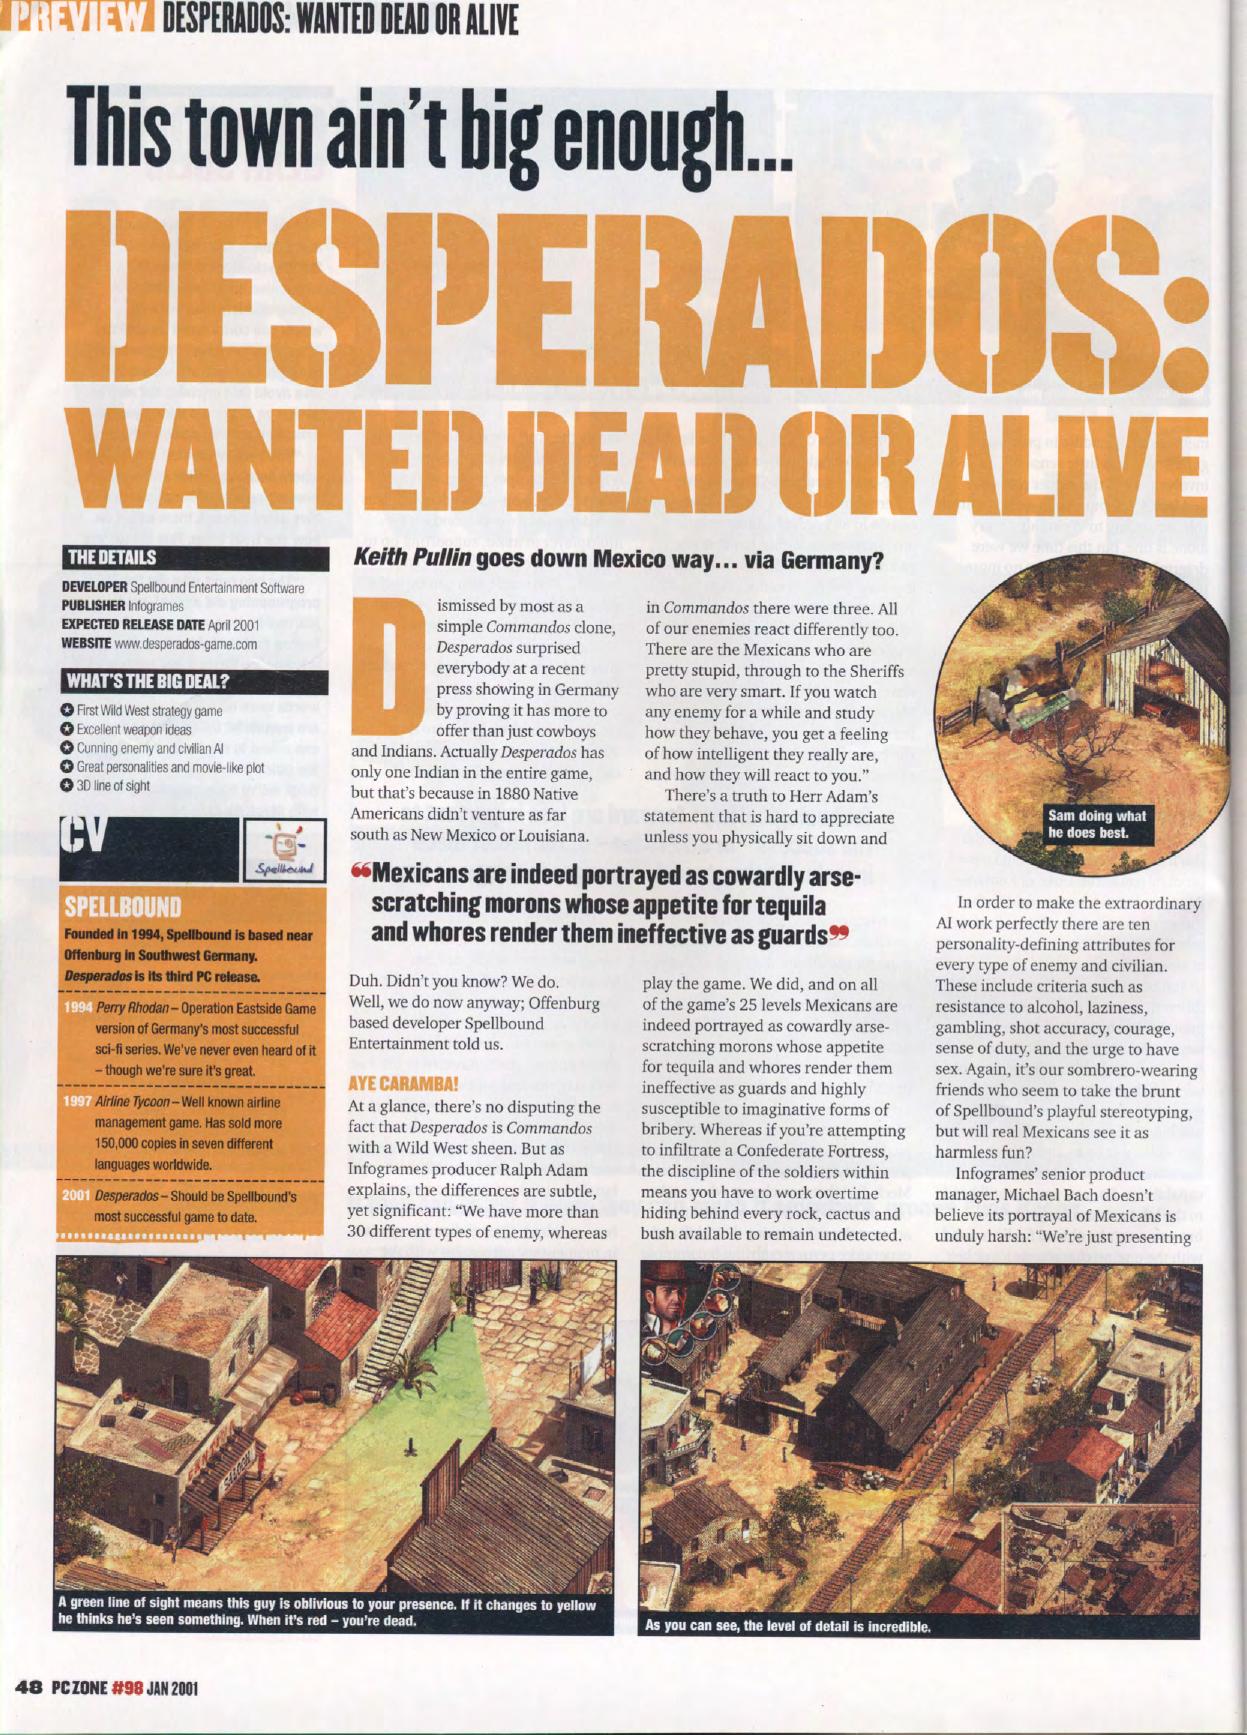 PREVIEW DESPERADOS: WANTED DEAD OR ALIVE
This town ain't big enough...
DESPERADOS:
WANTED DEAD OR ALIVE
THE DETAILS
DEVELOPER Spellbound Entertainment Software
PUBLISHER Infogrames
EXPECTED RELEASE DATE April 2001
WEBSITE www.desperados-game.com
WHAT'S THE BIG DEAL?
First Wild West strategy game
Excellent weapon ideas
Cunning enemy and civilian AI
Great personalities and movie-like plot
3D line of sight
CV
Spellbound
SPELLBOUND
Founded in 1994, Spellbound is based near
Offenburg in Southwest Germany.
Desperados is its third PC release.
1994 Perry Rhodan – Operation Eastside Game
version of Germany's most successful
sci-fi series. We've never even heard of it
– though we're sure it's great.
1997 Airline Tycoon – Well known airline
management game. Has sold more
150,000 copies in seven different
languages worldwide.
2001 Desperados – Should be Spellbound's
most successful game to date.
Keith Pullin goes down Mexico way... via Germany?
Dismissed by most as a
simple Commandos clone,
Desperados surprised
everybody at a recent
press showing in Germany
by proving it has more to
offer than just cowboys
and Indians. Actually Desperados has
only one Indian in the entire game,
but that's because in 1880 Native
Americans didn't venture as far
south as New Mexico or Louisiana.
Duh. Didn't you know? We do.
Well, we do now anyway; Offenburg
based developer Spellbound
Entertainment told us.
AYE CARAMBA!
At a glance, there's no disputing the
fact that Desperados is Commandos
with a Wild West sheen. But as
Infogrames producer Ralph Adam
explains, the differences are subtle,
yet significant: "We have more than
30 different types of enemy, whereas
in Commandos there were three. All
of our enemies react differently too.
There are the Mexicans who are
pretty stupid, through to the Sheriffs
who are very smart. If you watch
any enemy for a while and study
how they behave, you get a feeling
of how intelligent they really are,
and how they will react to you."
There's a truth to Herr Adam's
statement that is hard to appreciate
unless you physically sit down and
"Mexicans are indeed portrayed as cowardly arse-
scratching morons whose appetite for tequila
and whores render them ineffective as guards"
play the game. We did, and on all
of the game's 25 levels Mexicans are
indeed portrayed as cowardly arse-
scratching morons whose appetite
for tequila and whores render them
ineffective as guards and highly
susceptible to imaginative forms of
bribery. Whereas if you're attempting
to infiltrate a Confederate Fortress,
the discipline of the soldiers within
means you have to work overtime
hiding behind every rock, cactus and
bush available to remain undetected.
Sam doing what
he does best.
In order to make the extraordinary
AI work perfectly there are ten
personality-defining attributes for
every type of enemy and civilian.
These include criteria such as
resistance to alcohol, laziness,
gambling, shot accuracy, courage,
sense of duty, and the urge to have
sex. Again, it's our sombrero-wearing
friends who seem to take the brunt
of Spellbound's playful stereotyping,
but will real Mexicans see it as
harmless fun?
Infogrames' senior product
manager, Michael Bach doesn't
believe its portrayal of Mexicans is
unduly harsh: "We're just presenting
A green line of sight means this guy is oblivious to your presence. If it changes to yellow
he thinks he's seen something. When it's red – you're dead.
As you can see, the level of detail is incredible.
48 PCZONE #98 JAN 2001